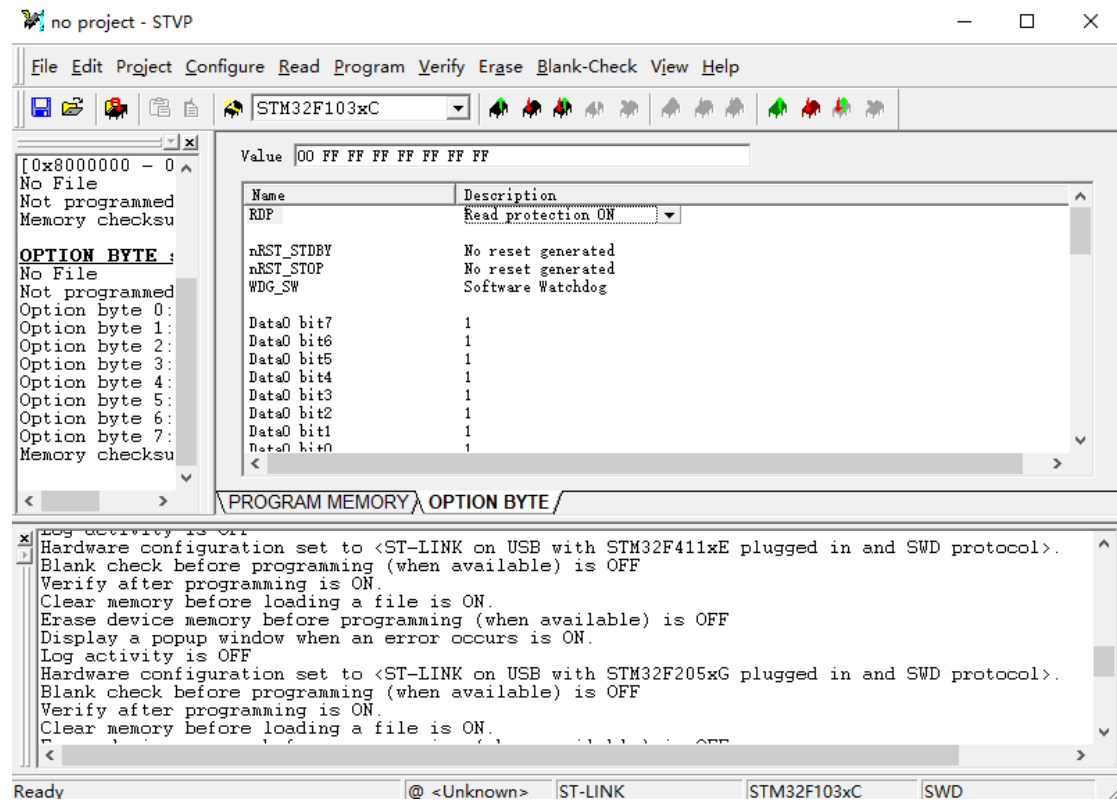 no project - STVP
File Edit Project Configure Read Program Verify Erase Blank-Check View Help
STM32F103xC
[0x8000000 - 0
No File
Not programmed
Memory checksu
OPTION BYTE
No File
Not programmed
Option byte 0:
Option byte 1:
Option byte 2:
Option byte 3:
Option byte 4:
Option byte 5:
Option byte 6:
Option byte 7:
Memory checksu
Value 00 FF FF FF FF FF FF FF
Name Description
RDP Read protection ON
nRST_STDBY No reset generated
nRST_STOP No reset generated
WDG_SW Software Watchdog
Data0 bit7 1
Data0 bit6 1
Data0 bit5 1
Data0 bit4 1
Data0 bit3 1
Data0 bit2 1
Data0 bit1 1
Data0 bit0 1
PROGRAM MEMORY OPTION BYTE
Log activity is OFF
Hardware configuration set to <ST-LINK on USB with STM32F411xE plugged in and SWD protocol>.
Blank check before programming (when available) is OFF
Verify after programming is ON.
Clear memory before loading a file is ON.
Erase device memory before programming (when available) is OFF
Display a popup window when an error occurs is ON.
Log activity is OFF
Hardware configuration set to <ST-LINK on USB with STM32F205xG plugged in and SWD protocol>.
Blank check before programming (when available) is OFF
Verify after programming is ON.
Clear memory before loading a file is ON.
Ready @ <Unknown> ST-LINK STM32F103xC SWD